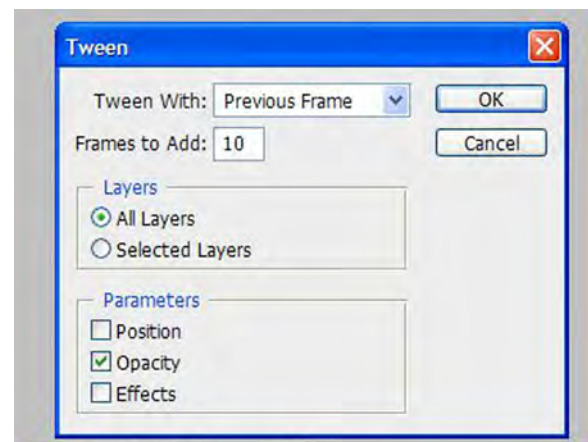 Tween
Tween With: Previous Frame OK
Frames to Add: 10 Cancel
Layers
All Layers
Selected Layers
Parameters
Position
Opacity
Effects